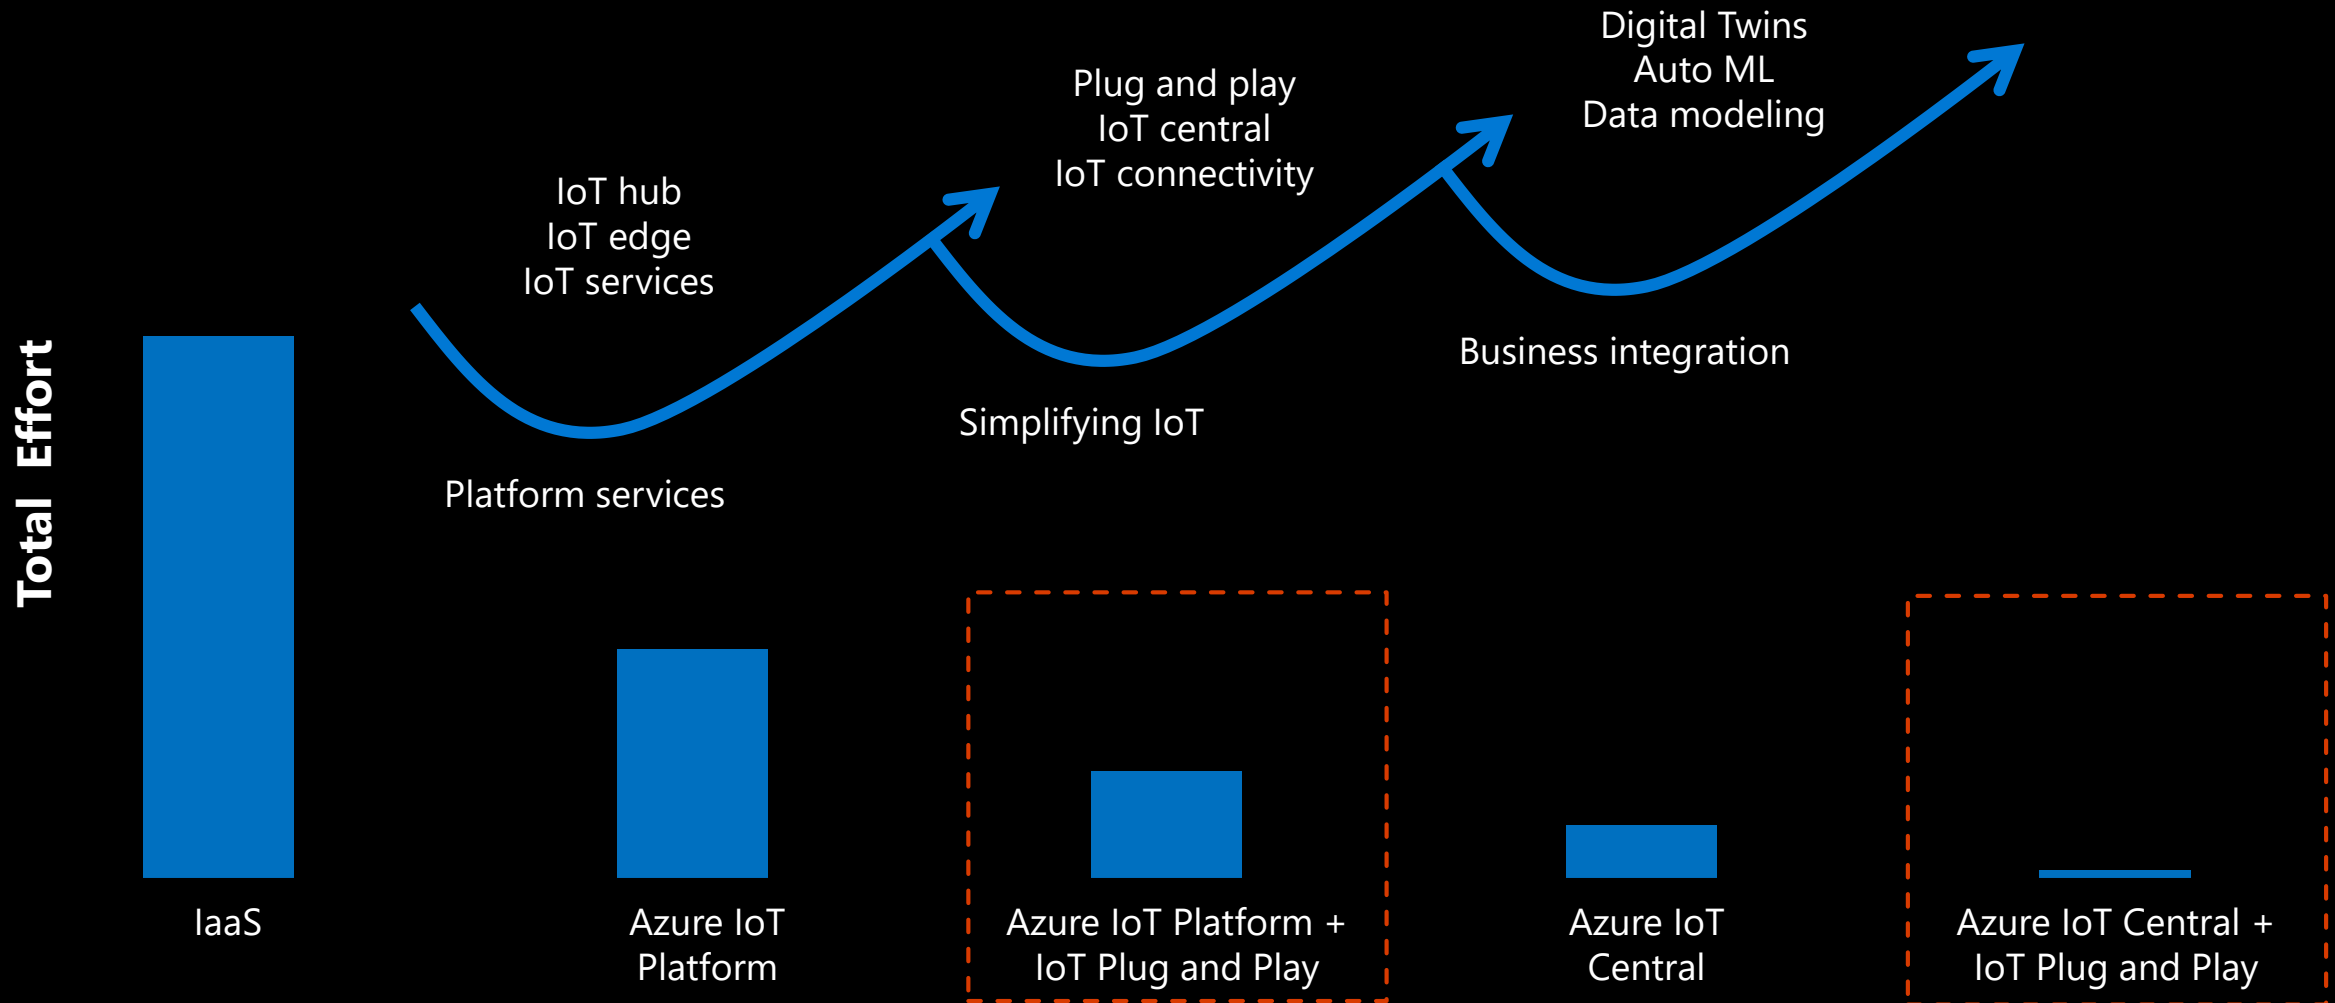 Digital Twins
Auto ML
Data modeling
Plug and play
IoT central
IoT connectivity
IoT hub
IoT edge
IoT services
Business integration
Simplifying IoT
Platform services
Total Effort
IaaS
Azure IoT
Platform
Azure IoT Platform +
IoT Plug and Play
Azure IoT
Central
Azure IoT Central +
IoT Plug and Play